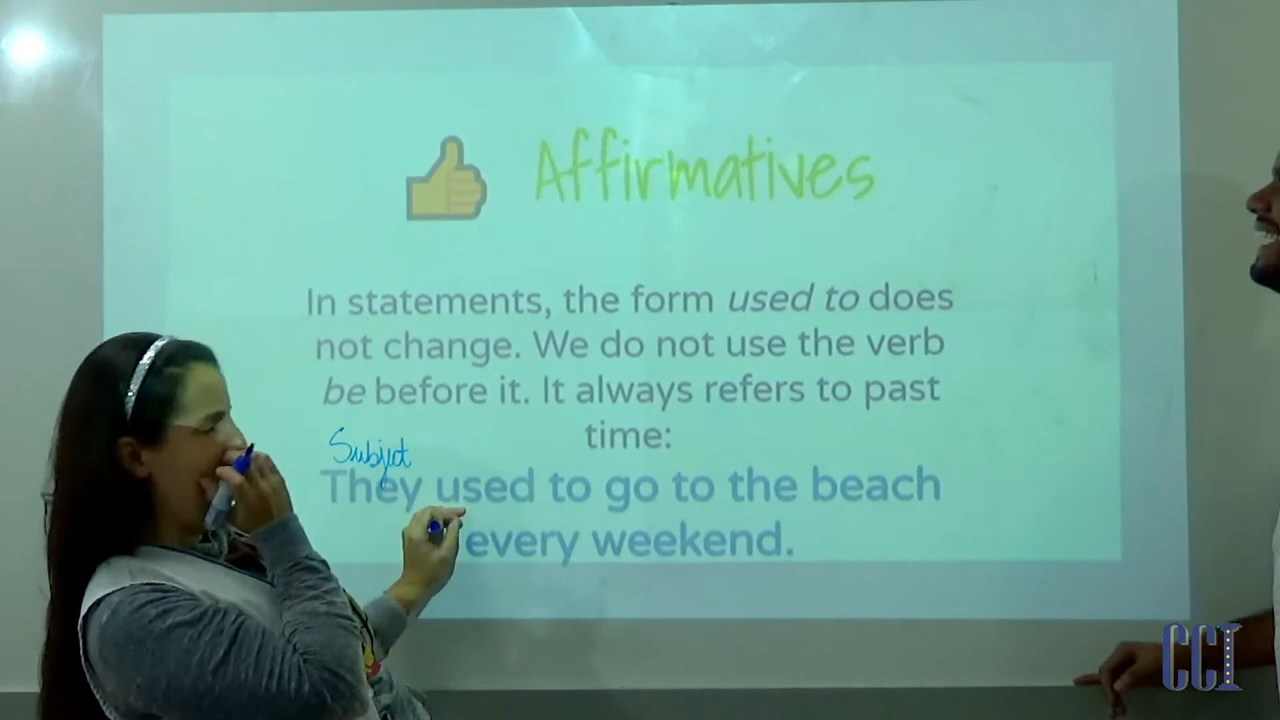 Affirmatives
In statements, the form used to does
not change. We do not use the verb
be before it. It always refers to past
time:
Subject
They used to go to the beach
every weekend.
CCI